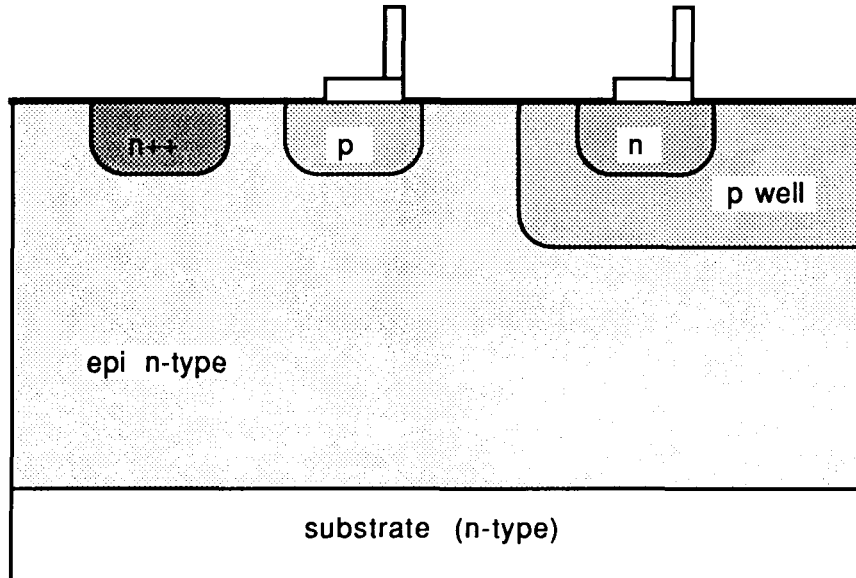 n++
p
n
p well
epi n-type
substrate (n-type)